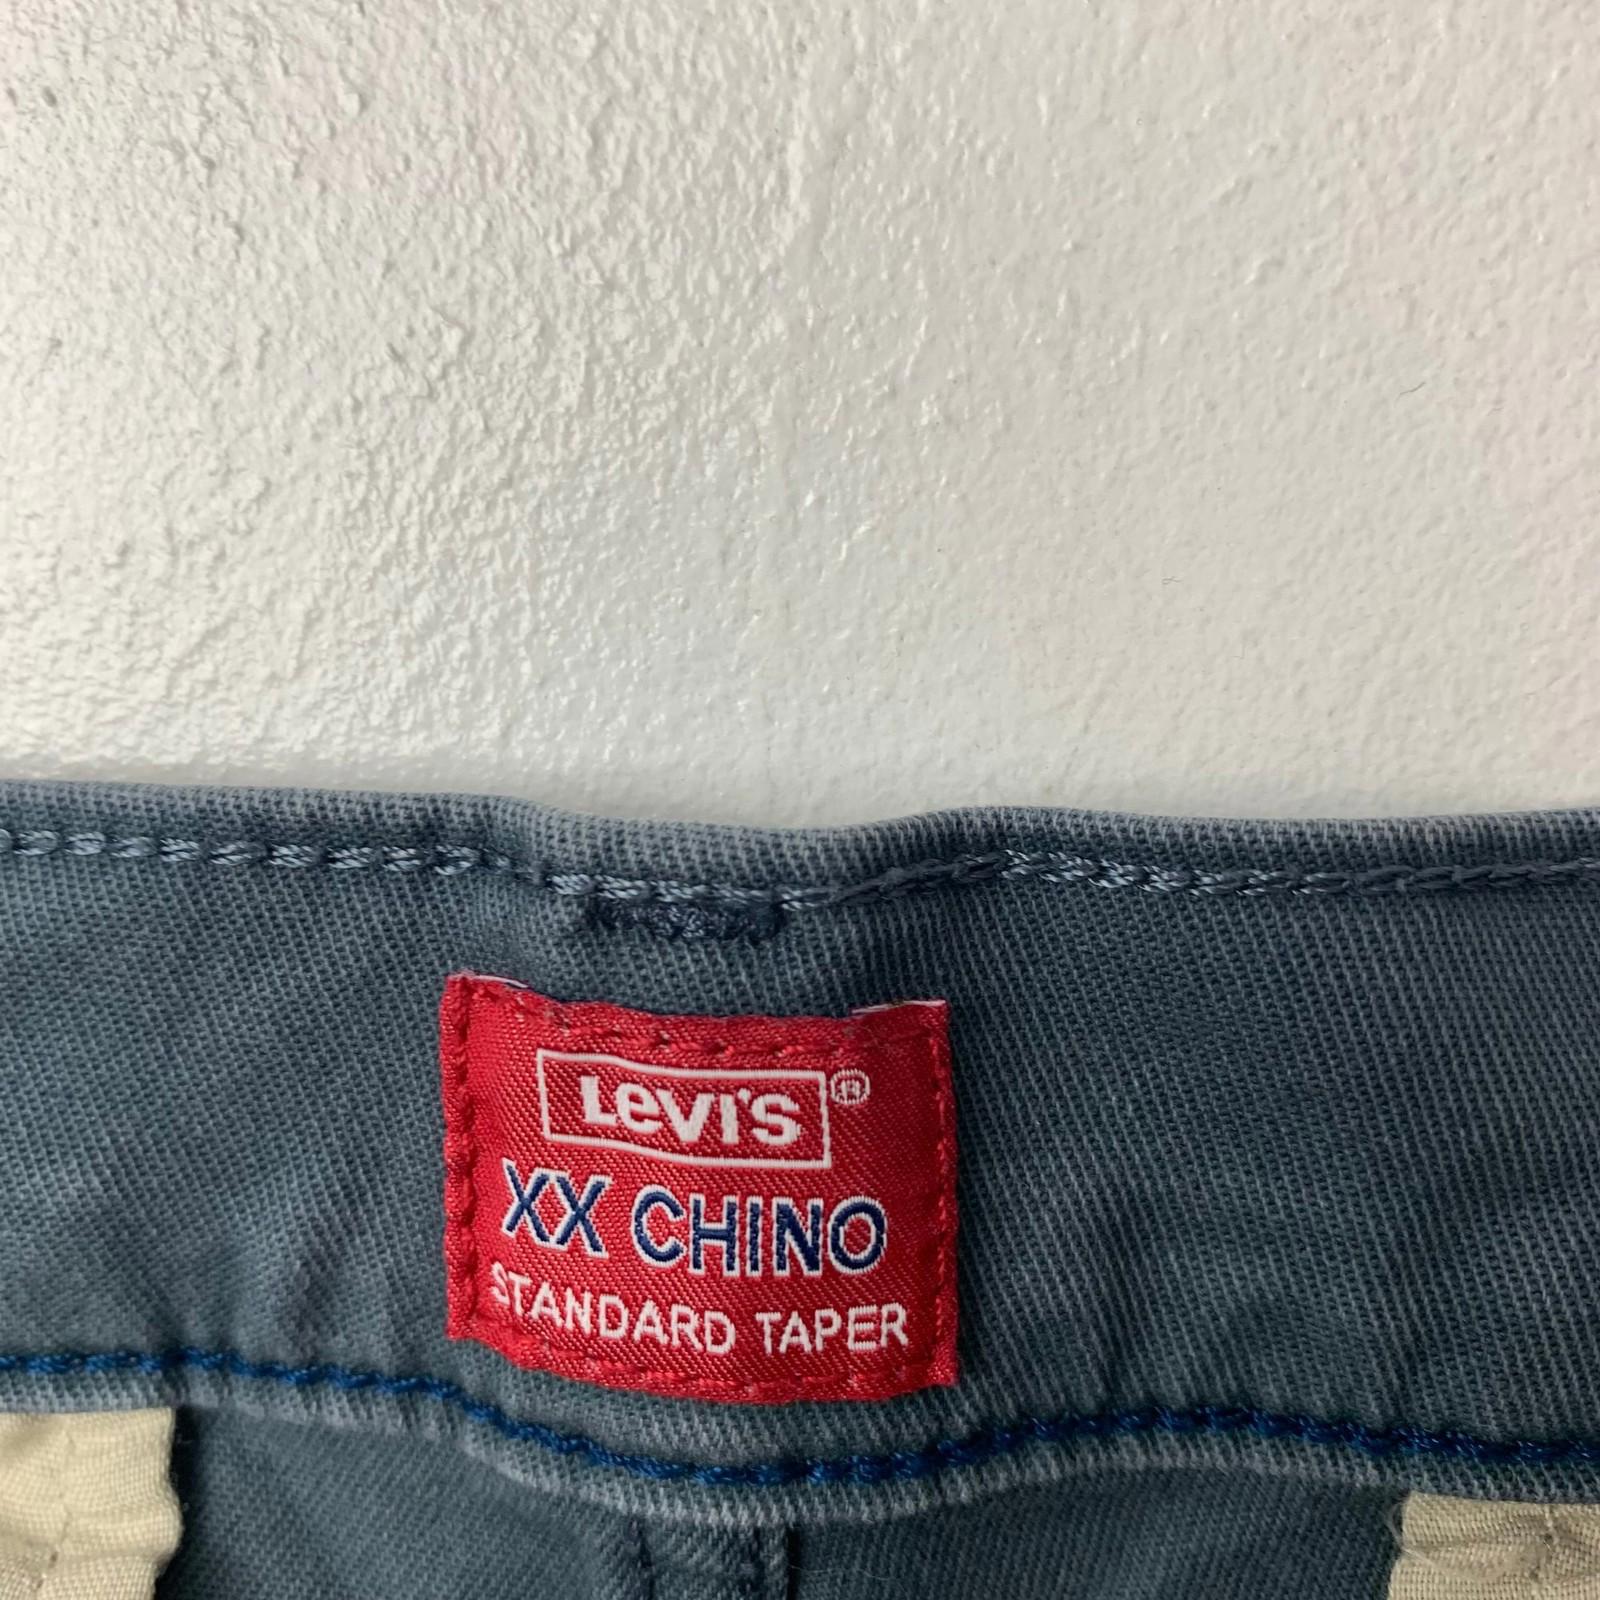 Levi's®
XX CHINO
STANDARD TAPER